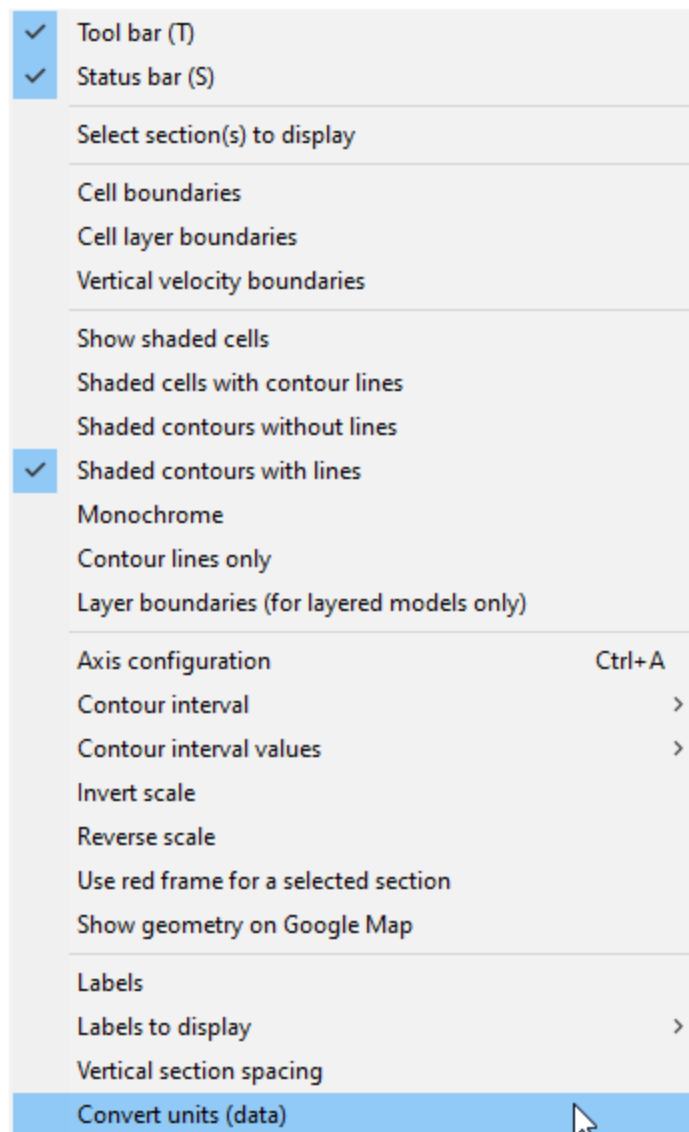 Tool bar (T)
Status bar (S)
Select section(s) to display
Cell boundaries
Cell layer boundaries
Vertical velocity boundaries
Show shaded cells
Shaded cells with contour lines
Shaded contours without lines
Shaded contours with lines
Monochrome
Contour lines only
Layer boundaries (for layered models only)
Axis configuration Ctrl+A
Contour interval
Contour interval values
Invert scale
Reverse scale
Use red frame for a selected section
Show geometry on Google Map
Labels
Labels to display
Vertical section spacing
Convert units (data)